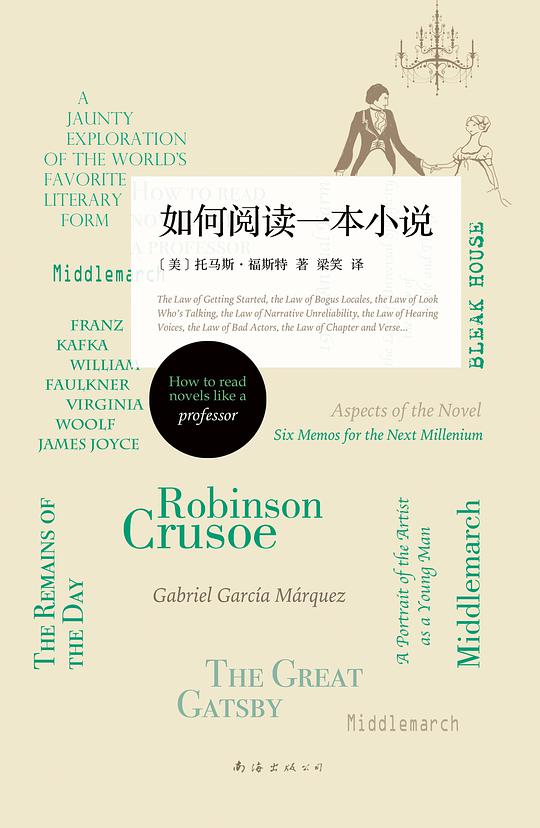 A
JAUNTY
EXPLORATION
OF THE WORLD'S
FAVORITE
LITERARY
FORM
HOW TO READ
NO
A PROFESSOR
如何阅读一本小说
〔美〕托马斯·福斯特 著 梁笑 译
The Law of Getting Started, the Law of Bogus Locales, the Law of Look
Who's Talking, the Law of Narrative Unreliability, the Law of Hearing
Voices, the Law of Bad Actors, the Law of Chapter and Verse...
Middlemarch
BLEAK HOUSE
FRANZ
KAFKA
WILLIAM
FAULKNER
VIRGINIA
WOOLF
JAMES JOYCE
How to read
novels like a
professor
Aspects of the Novel
Six Memos for the Next Millenium
Robinson
Crusoe
THE REMAINS OF
THE DAY
Gabriel García Márquez
A Portrait of the Artist
as a Young Man
Middlemarch
THE GREAT
GATSBY
Middlemarch
南海出版公司